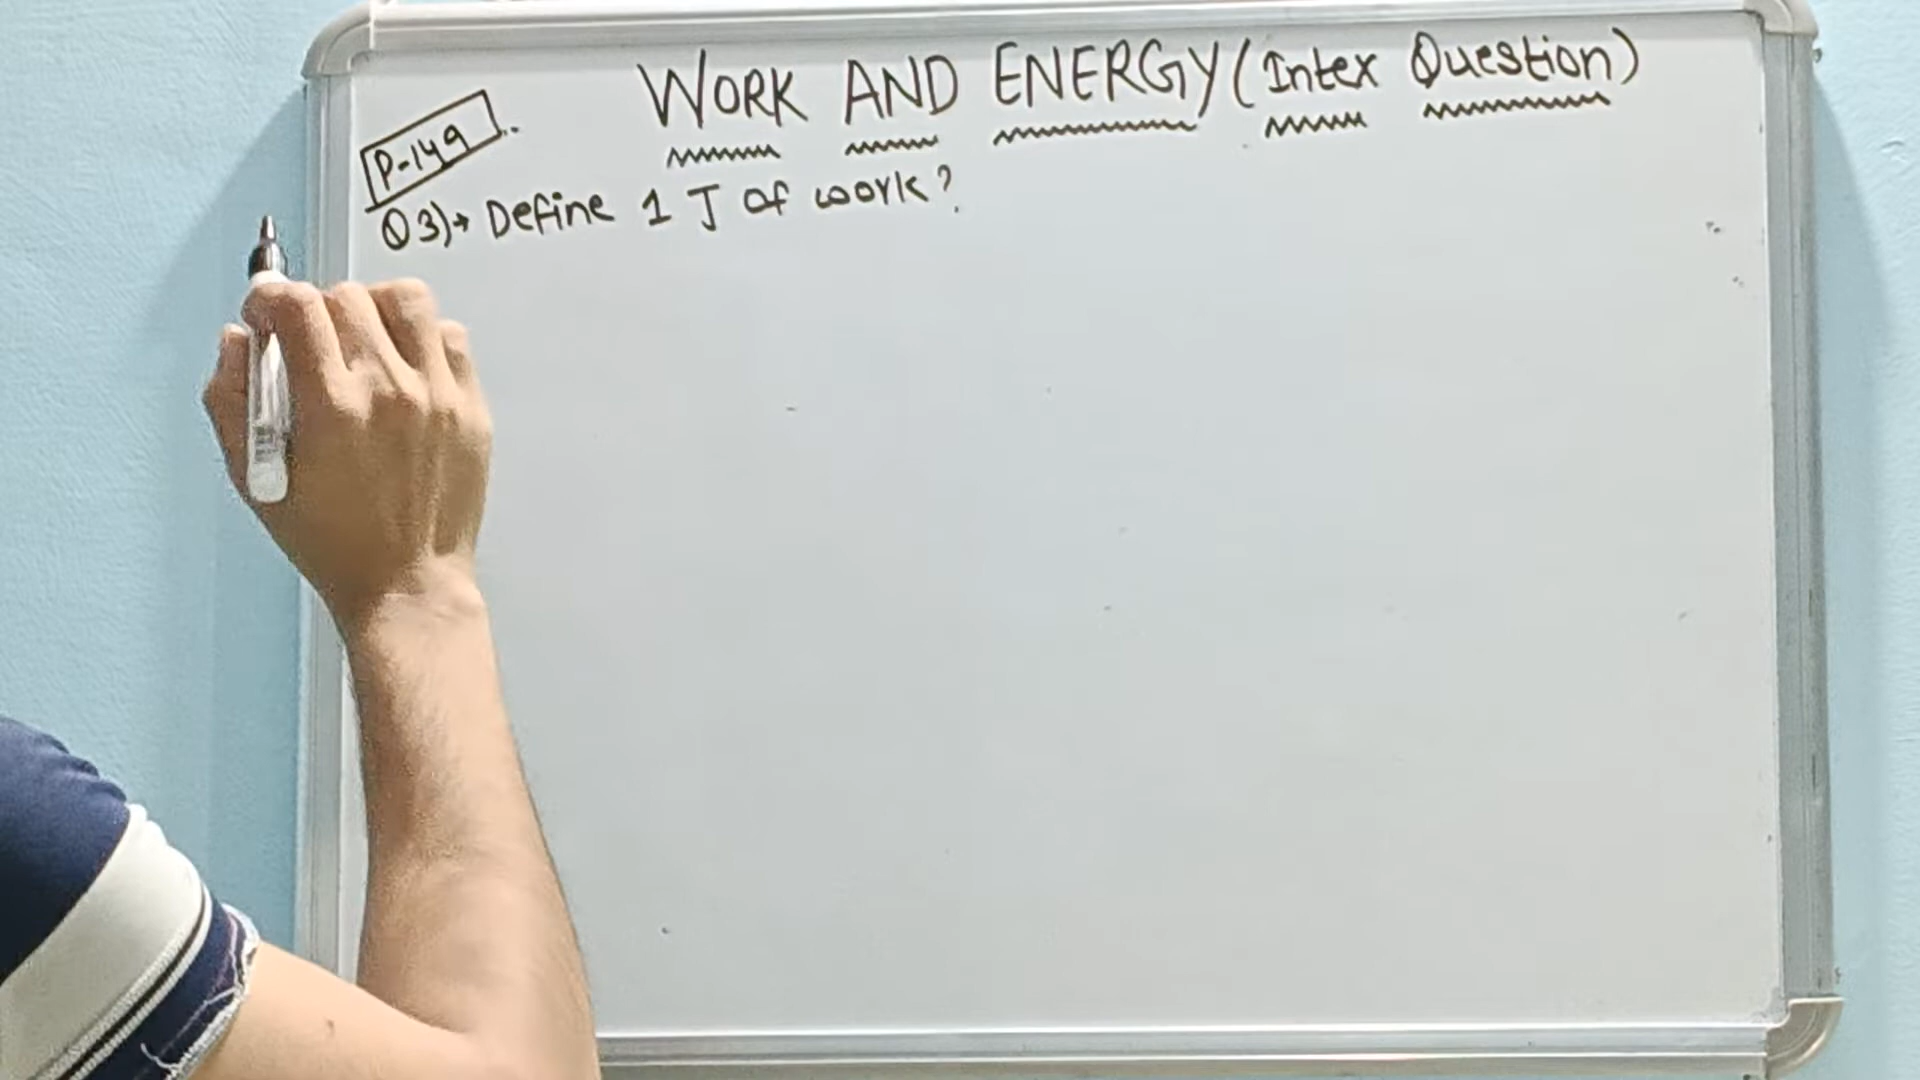 WORK AND ENERGY (Intex Question)
P-149
Q3)→ Define 1 J of work?